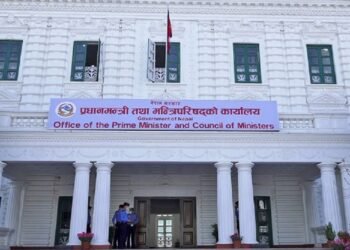 नेपाल सरकार
प्रधानमन्त्री तथा मन्त्रिपरिषद्को कार्यालय
Government of Nepal
Office of the Prime Minister and Council of Ministers